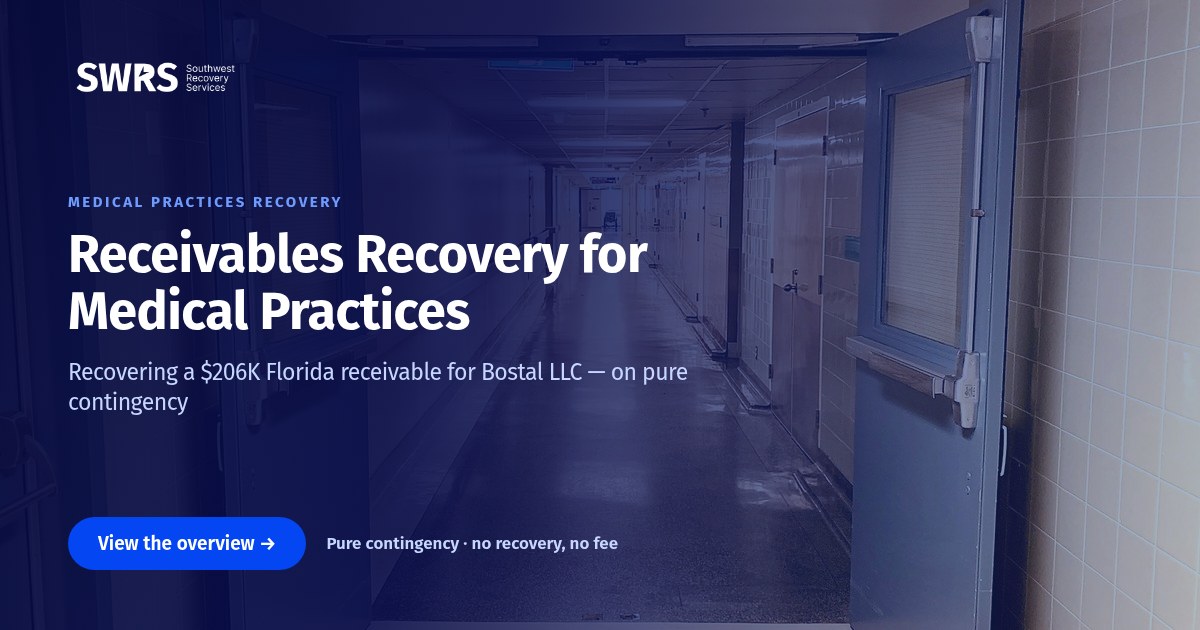 SWRS
Southwest
Recovery
Services
MEDICAL PRACTICES RECOVERY
Receivables Recovery for
Medical Practices
Recovering a $206K Florida receivable for Bostal LLC — on pure
contingency
View the overview →
Pure contingency · no recovery, no fee